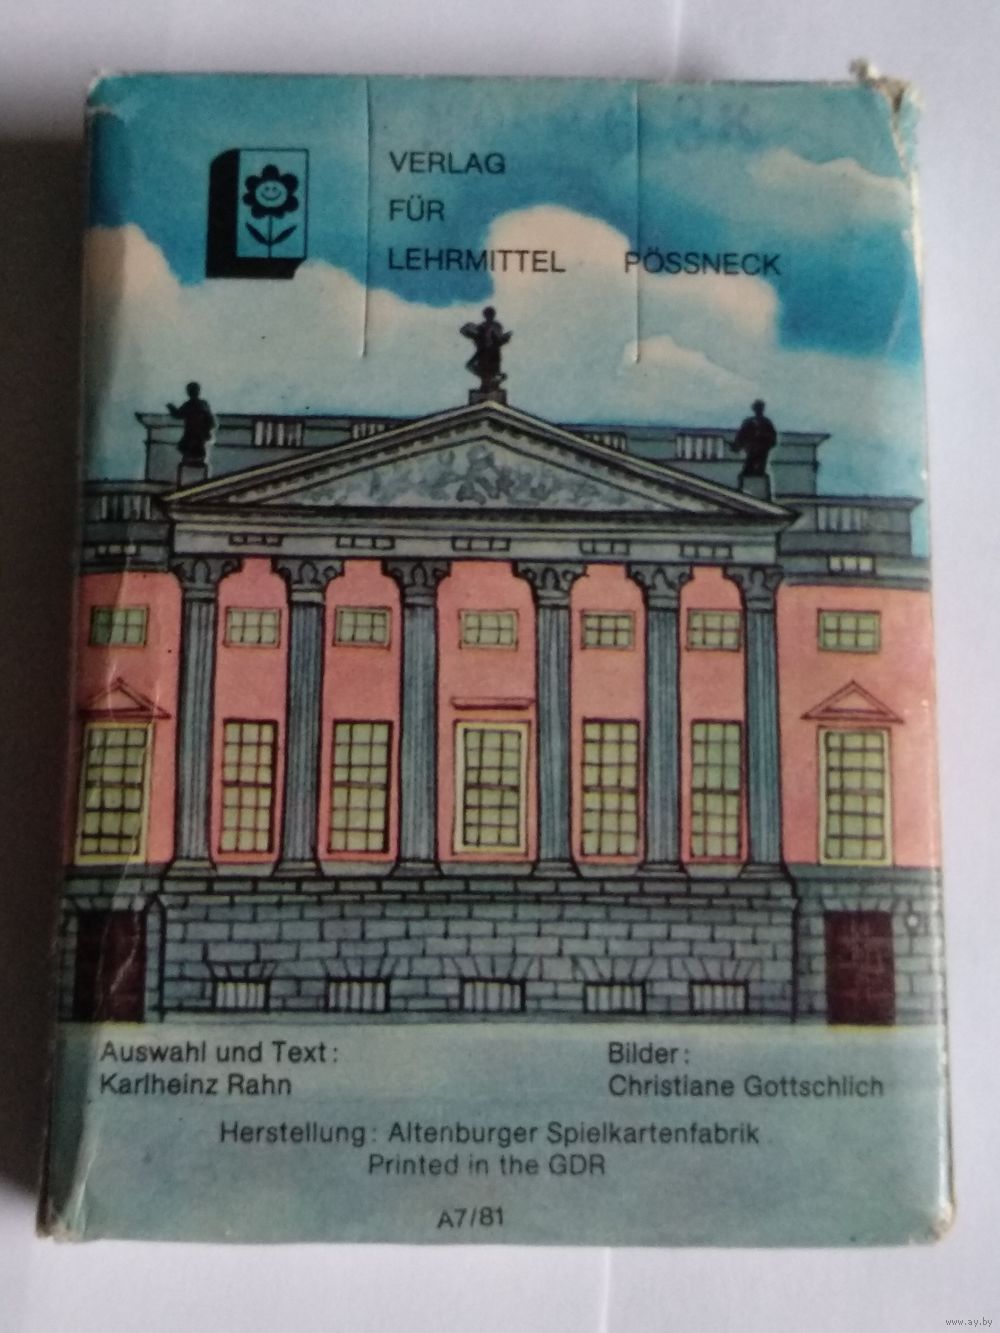 VERLAG
FÜR
LEHRMITTEL PÖSSNECK
Auswahl und Text:
Karlheinz Rahn
Bilder:
Christiane Gottschlich
Herstellung: Altenburger Spielkartenfabrik
Printed in the GDR
A7/81
www.ay.by